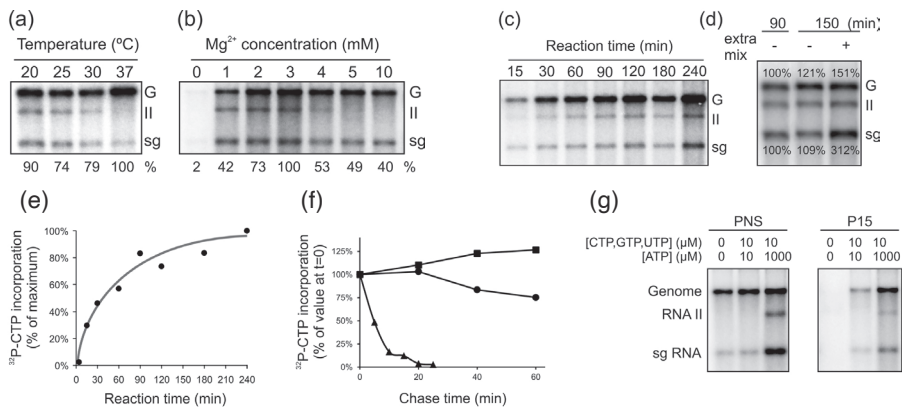 (a)
Temperature (ºC)
20 25 30 37
G
II
sg
90 74 79 100 %
(b)
Mg²⁺ concentration (mM)
0 1 2 3 4 5 10
G
II
sg
2 42 73 100 53 49 40 %
(c)
Reaction time (min)
15 30 60 90 120 180 240
G
II
sg
(d)
90 150 (min)
extra
mix - - +
100% 121% 151%
G
II
sg
100% 109% 312%
(e)
³²P-CTP incorporation
(% of maximum)
100%
80%
60%
40%
20%
0%
0 30 60 90 120 150 180 210 240
Reaction time (min)
(f)
³²P-CTP incorporation
(% of value at t=0)
125%
100%
75%
50%
25%
0%
0 20 40 60
Chase time (min)
(g)
PNS P15
[CTP,GTP,UTP] (µM) 0 10 10 0 10 10
[ATP] (µM) 0 10 1000 0 10 1000
Genome
RNA II
sg RNA